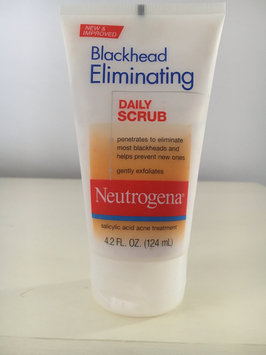 NEW &
IMPROVED
Blackhead
Eliminating
DAILY
SCRUB
penetrates to eliminate
most blackheads and
helps prevent new ones
gently exfoliates
Neutrogena®
salicylic acid acne treatment
4.2 FL. OZ. (124 mL)